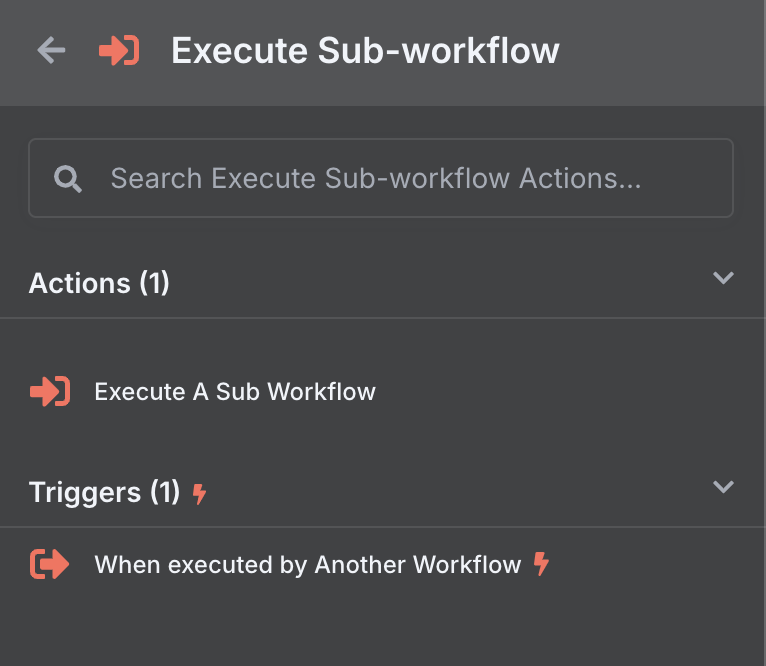 Execute Sub-workflow
Search Execute Sub-workflow Actions...
Actions (1)
Execute A Sub Workflow
Triggers (1)
When executed by Another Workflow